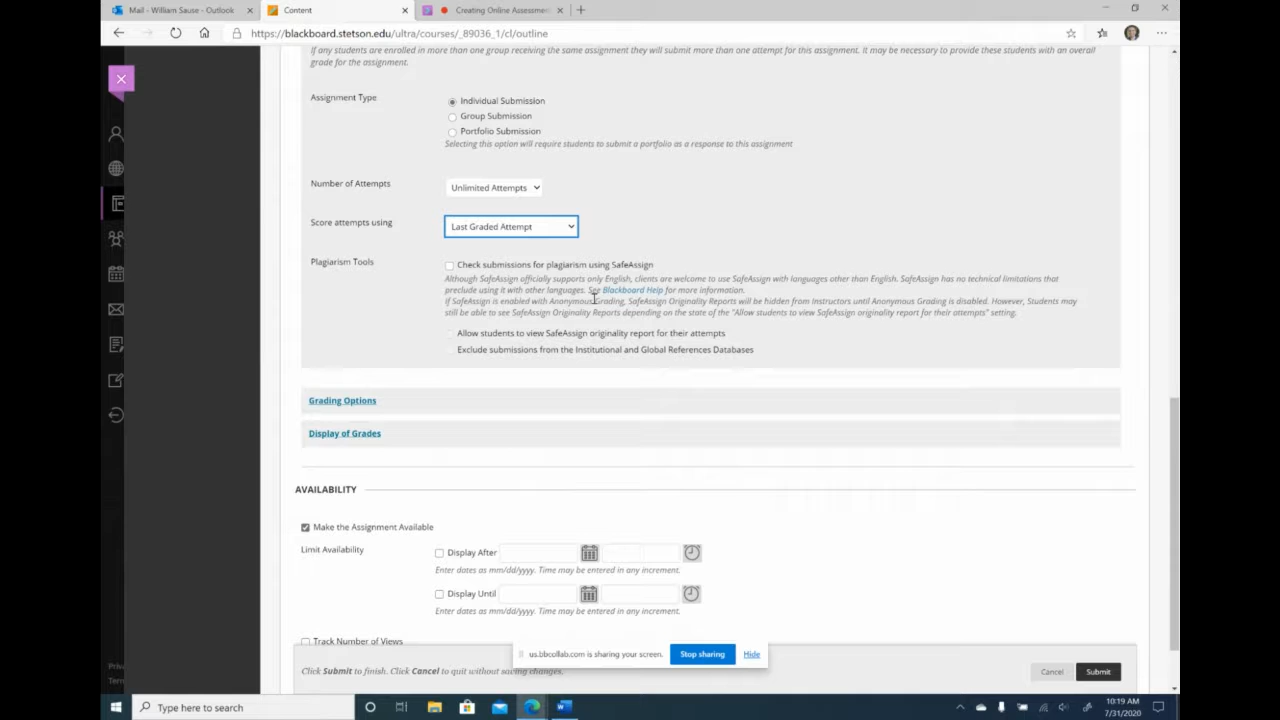 Mail - William Sause - Outlook
Content
Creating Online Assessmen
https://blackboard.stetson.edu/ultra/courses/_89036_1/cl/outline
If any students are enrolled in more than one group receiving the same assignment they will submit more than one attempt for this assignment. It may be necessary to provide these students with an overall
grade for the assignment.
Assignment Type
Individual Submission
Group Submission
Portfolio Submission
Selecting this option will require students to submit a portfolio as a response to this assignment
Number of Attempts
Unlimited Attempts
Score attempts using
Last Graded Attempt
Plagiarism Tools
Check submissions for plagiarism using SafeAssign
Although SafeAssign officially supports only English, clients are welcome to use SafeAssign with languages other than English. SafeAssign has no technical limitations that
preclude using it with other languages. See Blackboard Help for more information.
If SafeAssign is enabled with Anonymous Grading, SafeAssign Originality Reports will be hidden from Instructors until Anonymous Grading is disabled. However, Students may
still be able to see SafeAssign Originality Reports depending on the state of the "Allow students to view SafeAssign originality report for their attempts" setting.
Allow students to view SafeAssign originality report for their attempts
Exclude submissions from the Institutional and Global References Databases
Grading Options
Display of Grades
AVAILABILITY
Make the Assignment Available
Limit Availability
Display After
Enter dates as mm/dd/yyyy. Time may be entered in any increment.
Display Until
Enter dates as mm/dd/yyyy. Time may be entered in any increment.
Track Number of Views
us.bbcollab.com is sharing your screen.
Stop sharing
Hide
Click Submit to finish. Click Cancel to quit without saving changes.
Cancel
Submit
Priva
Term
Type here to search
10:19 AM
7/31/2020